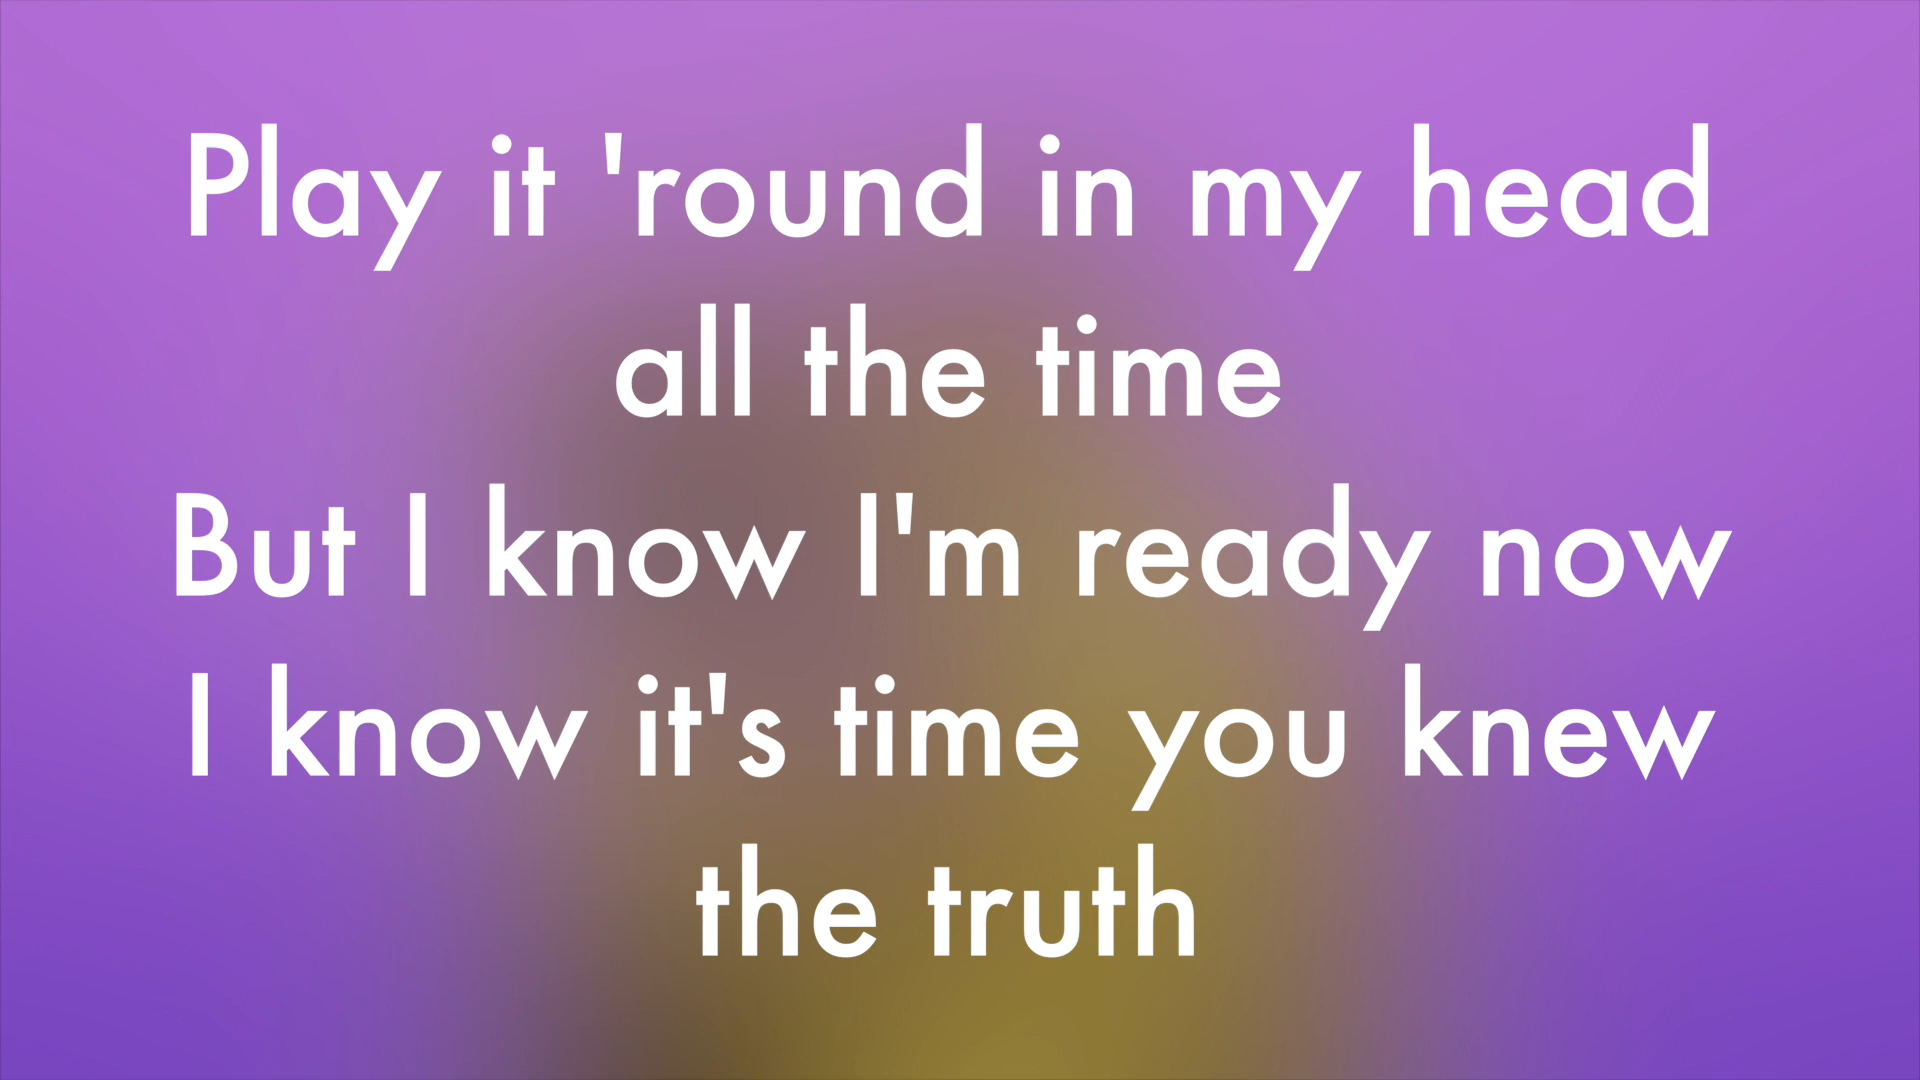 Play it 'round in my head
all the time
But I know I'm ready now
I know it's time you knew
the truth